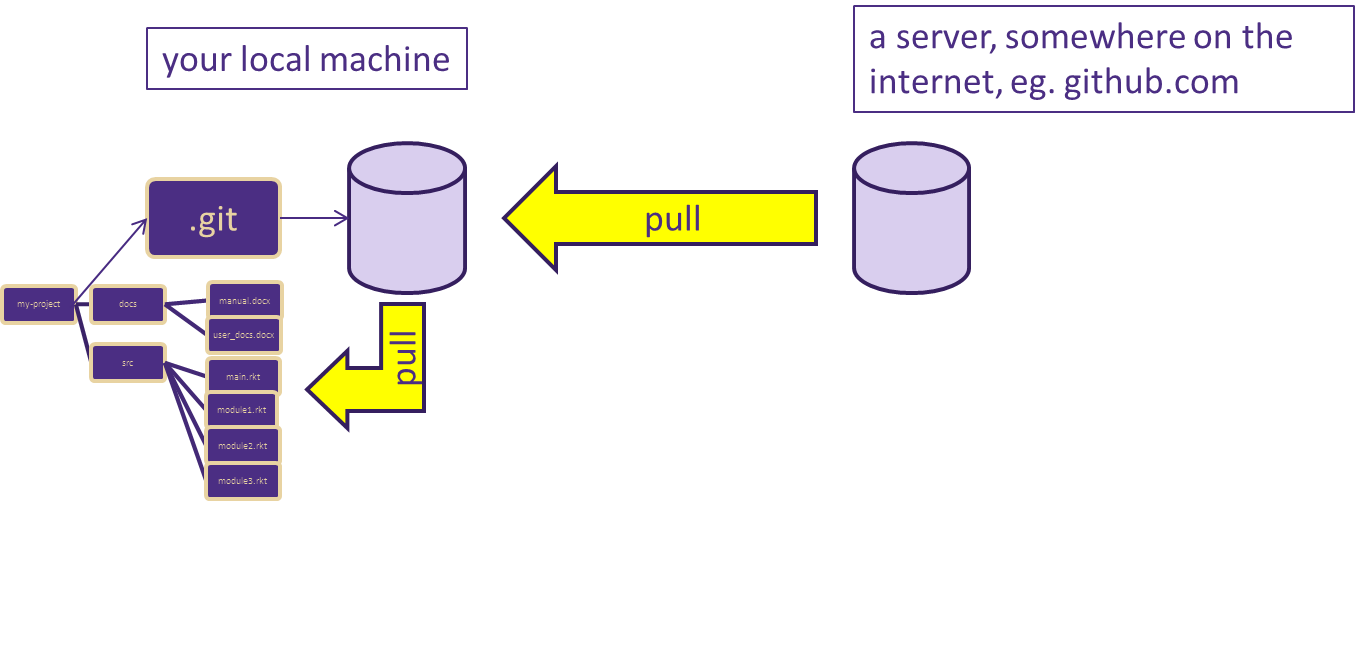 your local machine
a server, somewhere on the
internet, eg. github.com
.git
pull
my-project
docs
manual.docx
user_docs.docx
pull
src
main.rkt
module1.rkt
module2.rkt
module3.rkt